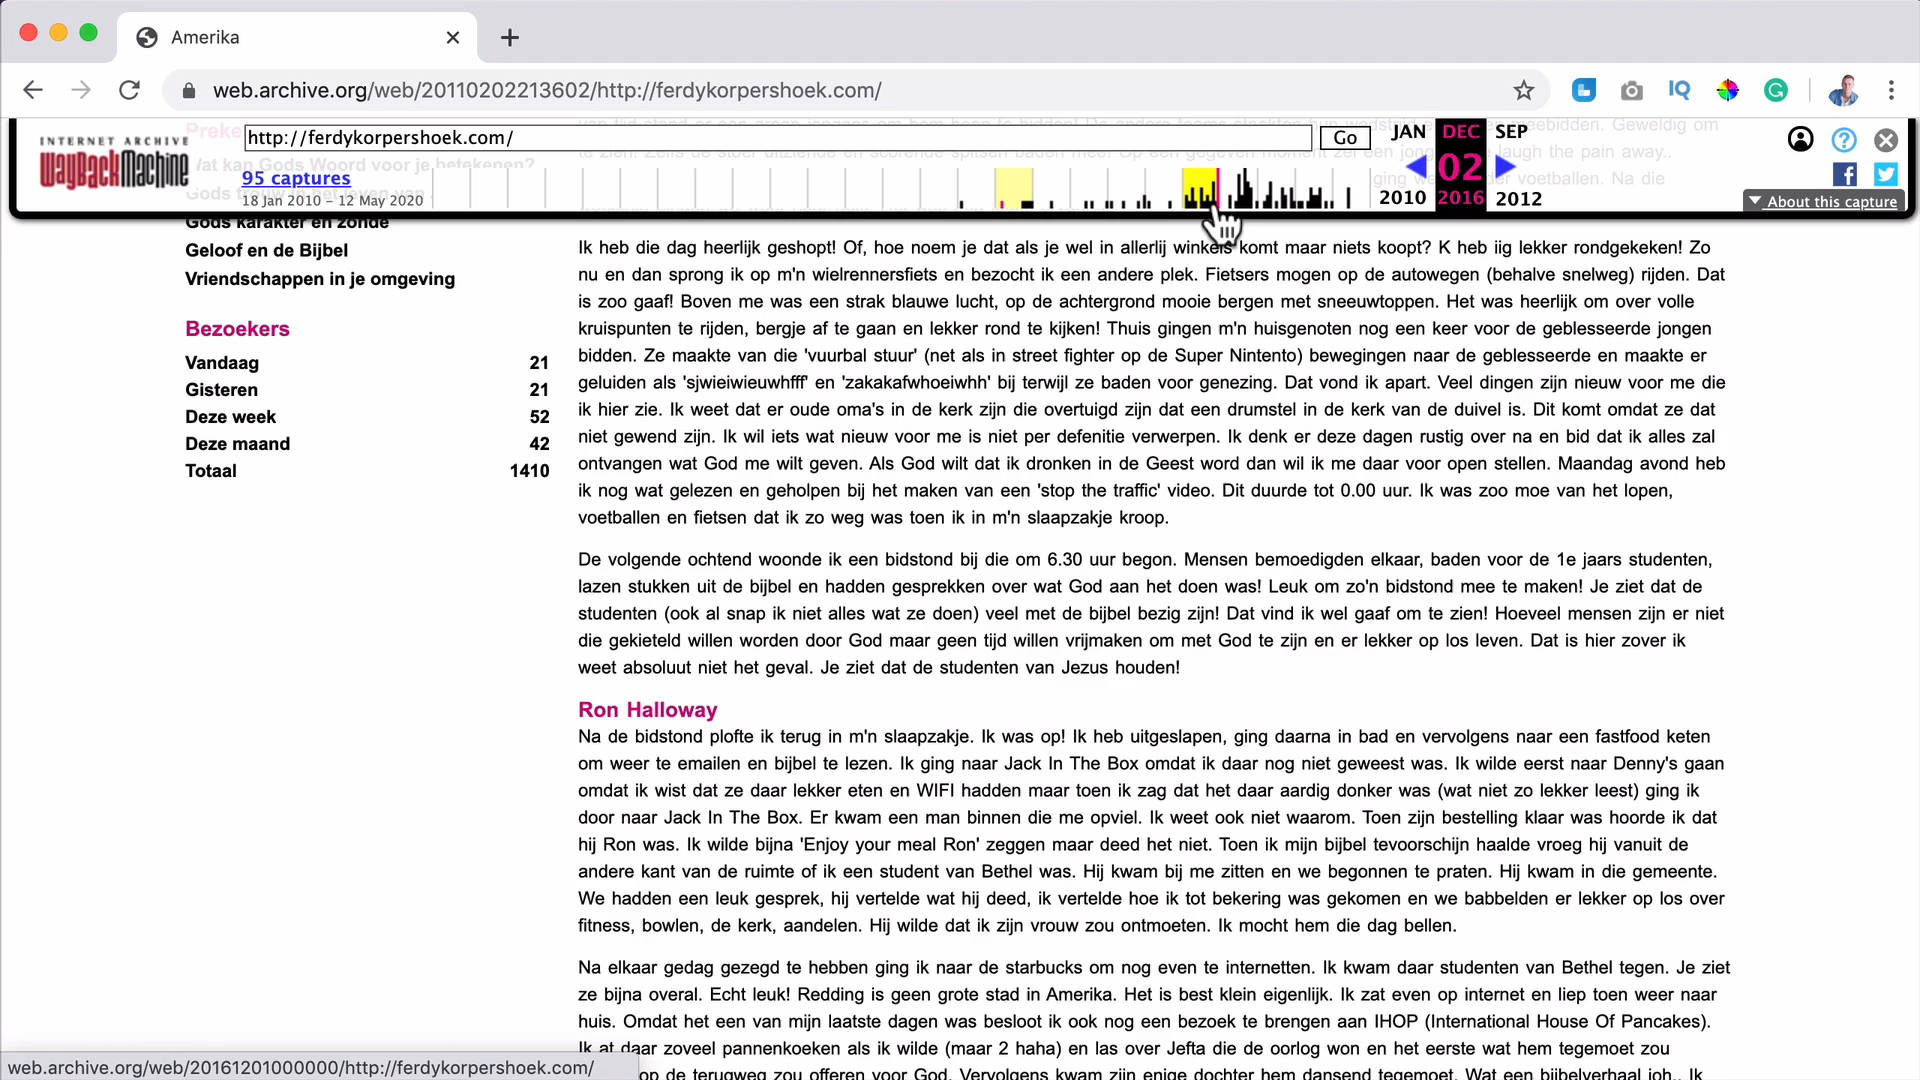 Amerika
web.archive.org/web/20110202213602/http://ferdykorpershoek.com/
INTERNET ARCHIVE
WayBackMachine
http://ferdykorpershoek.com/
Go
JAN DEC SEP
02
2010 2016 2012
95 captures
18 Jan 2010 – 12 May 2020
About this capture
Wat kan Gods Woord voor je betekenen?
Gods karakter en zonde
Geloof en de Bijbel
Vriendschappen in je omgeving
Bezoekers
Vandaag 21
Gisteren 21
Deze week 52
Deze maand 42
Totaal 1410
Ik heb die dag heerlijk geshopt! Of, hoe noem je dat als je wel in allerlij winkels komt maar niets koopt? K heb iig lekker rondgekeken! Zo
nu en dan sprong ik op m'n wielrennersfiets en bezocht ik een andere plek. Fietsers mogen op de autowegen (behalve snelweg) rijden. Dat
is zoo gaaf! Boven me was een strak blauwe lucht, op de achtergrond mooie bergen met sneeuwtoppen. Het was heerlijk om over volle
kruispunten te rijden, bergje af te gaan en lekker rond te kijken! Thuis gingen m'n huisgenoten nog een keer voor de geblesseerde jongen
bidden. Ze maakte van die 'vuurbal stuur' (net als in street fighter op de Super Nintento) bewegingen naar de geblesseerde en maakte er
geluiden als 'sjwieiwieuwhfff' en 'zakakafwhoeiwhh' bij terwijl ze baden voor genezing. Dat vond ik apart. Veel dingen zijn nieuw voor me die
ik hier zie. Ik weet dat er oude oma's in de kerk zijn die overtuigd zijn dat een drumstel in de kerk van de duivel is. Dit komt omdat ze dat
niet gewend zijn. Ik wil iets wat nieuw voor me is niet per defenitie verwerpen. Ik denk er deze dagen rustig over na en bid dat ik alles zal
ontvangen wat God me wilt geven. Als God wilt dat ik dronken in de Geest word dan wil ik me daar voor open stellen. Maandag avond heb
ik nog wat gelezen en geholpen bij het maken van een 'stop the traffic' video. Dit duurde tot 0.00 uur. Ik was zoo moe van het lopen,
voetballen en fietsen dat ik zo weg was toen ik in m'n slaapzakje kroop.
De volgende ochtend woonde ik een bidstond bij die om 6.30 uur begon. Mensen bemoedigden elkaar, baden voor de 1e jaars studenten,
lazen stukken uit de bijbel en hadden gesprekken over wat God aan het doen was! Leuk om zo'n bidstond mee te maken! Je ziet dat de
studenten (ook al snap ik niet alles wat ze doen) veel met de bijbel bezig zijn! Dat vind ik wel gaaf om te zien! Hoeveel mensen zijn er niet
die gekieteld willen worden door God maar geen tijd willen vrijmaken om met God te zijn en er lekker op los leven. Dat is hier zover ik
weet absoluut niet het geval. Je ziet dat de studenten van Jezus houden!
Ron Halloway
Na de bidstond plofte ik terug in m'n slaapzakje. Ik was op! Ik heb uitgeslapen, ging daarna in bad en vervolgens naar een fastfood keten
om weer te emailen en bijbel te lezen. Ik ging naar Jack In The Box omdat ik daar nog niet geweest was. Ik wilde eerst naar Denny's gaan
omdat ik wist dat ze daar lekker eten en WIFI hadden maar toen ik zag dat het daar aardig donker was (wat niet zo lekker leest) ging ik
door naar Jack In The Box. Er kwam een man binnen die me opviel. Ik weet ook niet waarom. Toen zijn bestelling klaar was hoorde ik dat
hij Ron was. Ik wilde bijna 'Enjoy your meal Ron' zeggen maar deed het niet. Toen ik mijn bijbel tevoorschijn haalde vroeg hij vanuit de
andere kant van de ruimte of ik een student van Bethel was. Hij kwam bij me zitten en we begonnen te praten. Hij kwam in die gemeente.
We hadden een leuk gesprek, hij vertelde wat hij deed, ik vertelde hoe ik tot bekering was gekomen en we babbelden er lekker op los over
fitness, bowlen, de kerk, aandelen. Hij wilde dat ik zijn vrouw zou ontmoeten. Ik mocht hem die dag bellen.
Na elkaar gedag gezegd te hebben ging ik naar de starbucks om nog even te internetten. Ik kwam daar studenten van Bethel tegen. Je ziet
ze bijna overal. Echt leuk! Redding is geen grote stad in Amerika. Het is best klein eigenlijk. Ik zat even op internet en liep toen weer naar
huis. Omdat het een van mijn laatste dagen was besloot ik ook nog een bezoek te brengen aan IHOP (International House Of Pancakes).
Ik at daar zoveel pannenkoeken als ik wilde (maar 2 haha) en las over Jefta die de oorlog won en het eerste wat hem tegemoet zou
op de terugweg zou offeren voor God. Vervolgens kwam zijn enige dochter hem dansend tegemoet. Wat een bijbelverhaal joh.. Ik
web.archive.org/web/20161201000000/http://ferdykorpershoek.com/